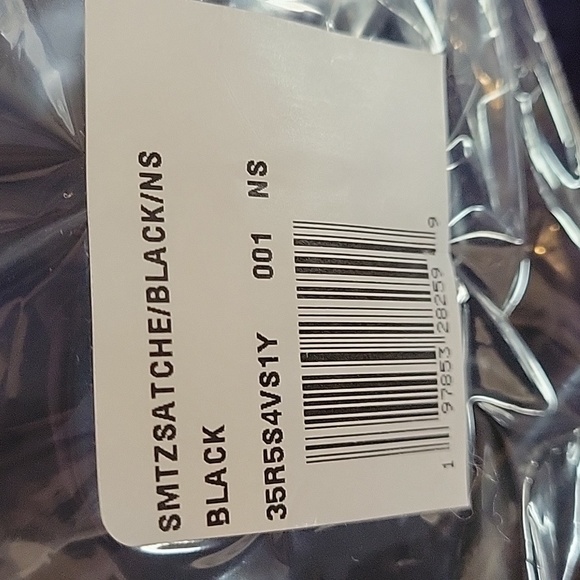 SMTZSATCHE/BLACK/NS
BLACK
35R5S4VS1Y 001 NS
1 97853 28259 9